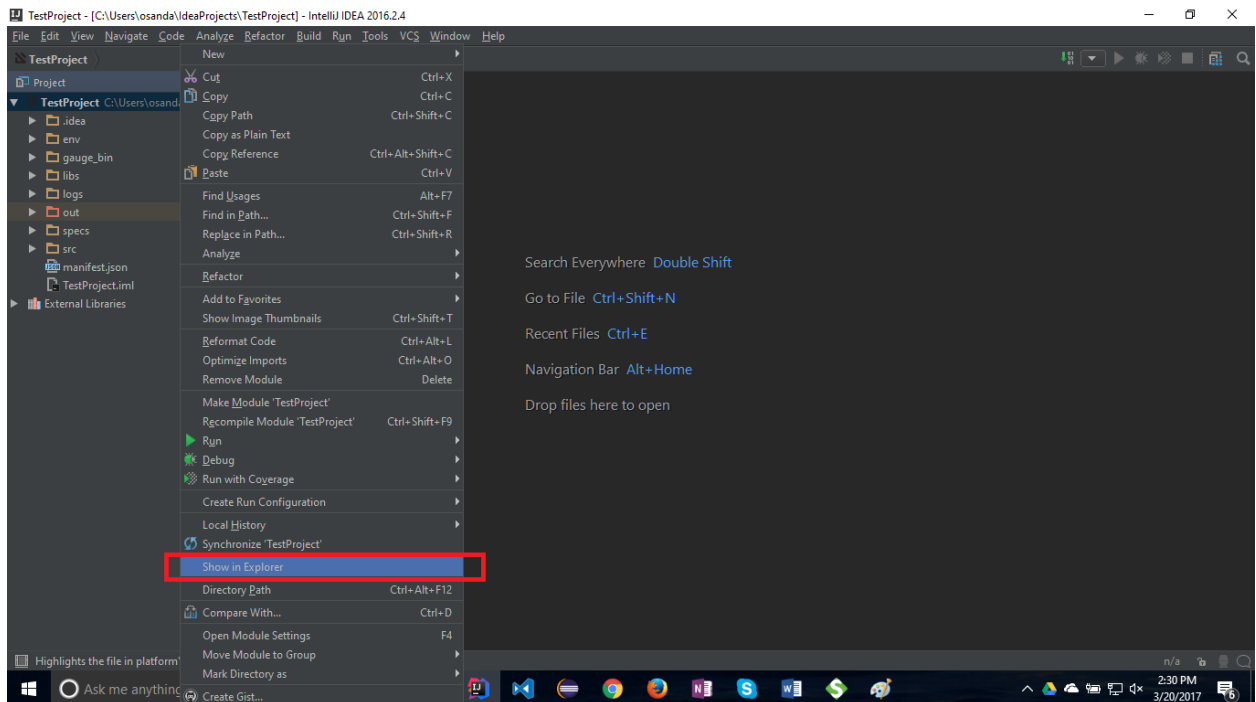 TestProject - [C:\Users\osanda\IdeaProjects\TestProject] - IntelliJ IDEA 2016.2.4
File Edit View Navigate Code Analyze Refactor Build Run Tools VCS Window Help
TestProject
Project
TestProject C:\Users\osanda
.idea
env
gauge_bin
libs
logs
out
specs
src
manifest.json
TestProject.iml
External Libraries
New
Cut Ctrl+X
Copy Ctrl+C
Copy Path Ctrl+Shift+C
Copy as Plain Text
Copy Reference Ctrl+Alt+Shift+C
Paste Ctrl+V
Find Usages Alt+F7
Find in Path... Ctrl+Shift+F
Replace in Path... Ctrl+Shift+R
Analyze
Refactor
Add to Favorites
Show Image Thumbnails Ctrl+Shift+T
Reformat Code Ctrl+Alt+L
Optimize Imports Ctrl+Alt+O
Remove Module Delete
Make Module 'TestProject'
Recompile Module 'TestProject' Ctrl+Shift+F9
Run
Debug
Run with Coverage
Create Run Configuration
Local History
Synchronize 'TestProject'
Show in Explorer
Directory Path Ctrl+Alt+F12
Compare With... Ctrl+D
Open Module Settings F4
Move Module to Group
Mark Directory as
Create Gist...
Search Everywhere Double Shift
Go to File Ctrl+Shift+N
Recent Files Ctrl+E
Navigation Bar Alt+Home
Drop files here to open
Highlights the file in platform'
n/a
Ask me anything
2:30 PM
3/20/2017